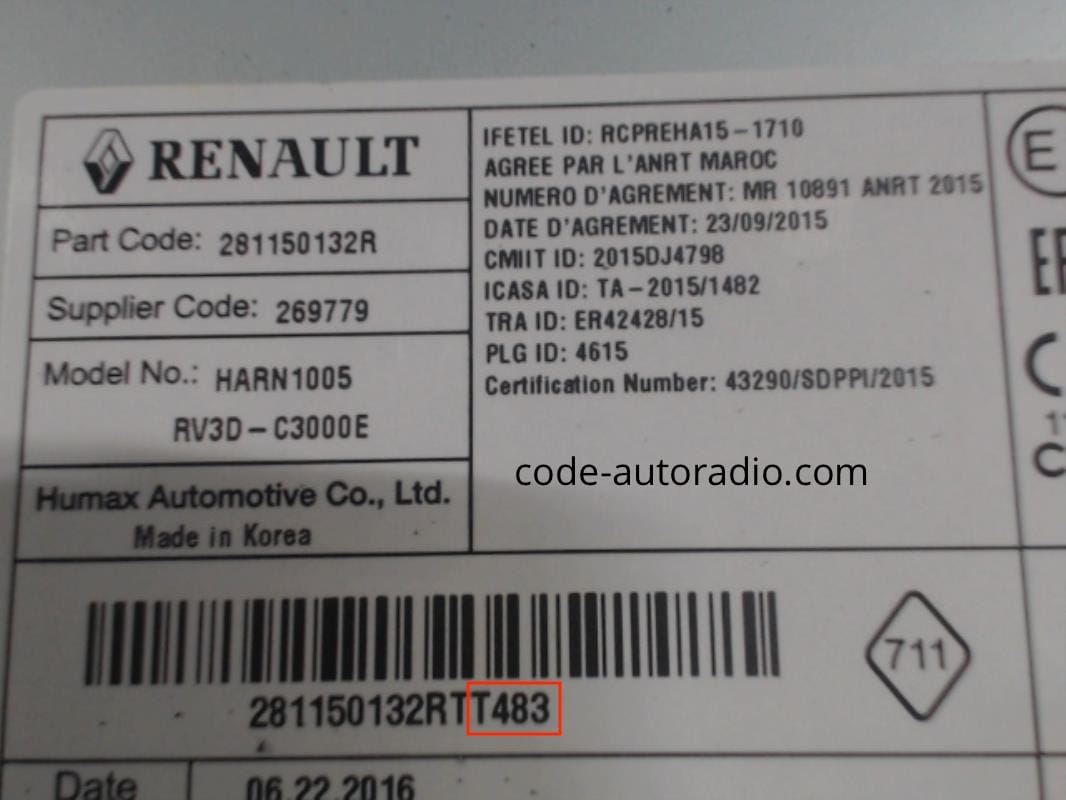 RENAULT
Part Code: 281150132R
Supplier Code: 269779
Model No.: HARN1005
RV3D-C3000E
Humax Automotive Co., Ltd.
Made in Korea
IFETEL ID: RCPREHA15-1710
AGREE PAR L'ANRT MAROC
NUMERO D'AGREMENT: MR 10891 ANRT 2015
DATE D'AGREMENT: 23/09/2015
CMIIT ID: 2015DJ4798
ICASA ID: TA-2015/1482
TRA ID: ER42428/15
PLG ID: 4615
Certification Number: 43290/SDPPI/2015
code-autoradio.com
E
281150132RTT483
711
Date 06.22.2016